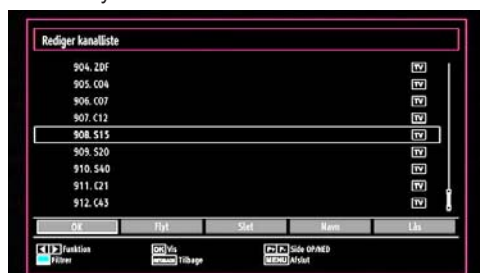 Rediger kanalliste
904. ZDF TV
905. C04 TV
906. C07 TV
907. C12 TV
908. S15 TV
909. S20 TV
910. S40 TV
911. C21 TV
912. C43 TV
OK Flyt Slet Navn Lås
Funktion OK Vis P+ P- Side OP/NED
Filtrer RETURN Tilbage MENU Afslut